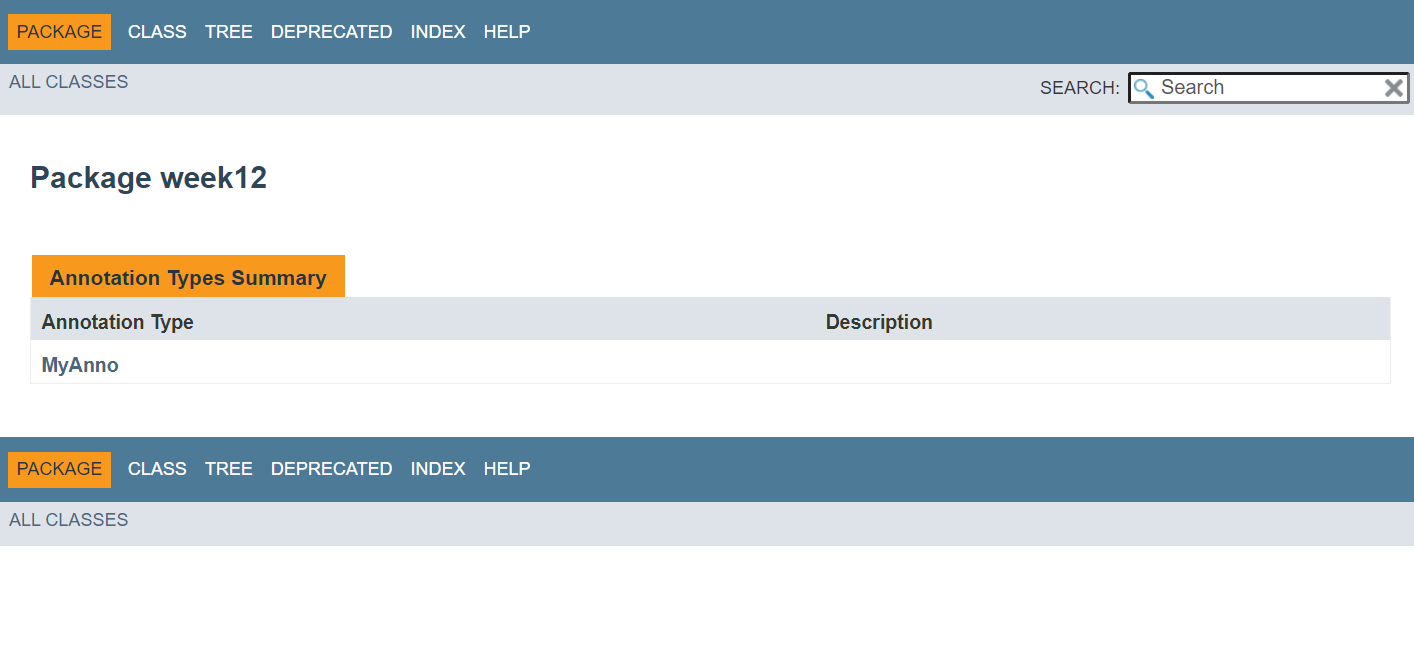 PACKAGE CLASS TREE DEPRECATED INDEX HELP
ALL CLASSES
SEARCH: Search
Package week12
Annotation Types Summary
Annotation Type Description
MyAnno
PACKAGE CLASS TREE DEPRECATED INDEX HELP
ALL CLASSES